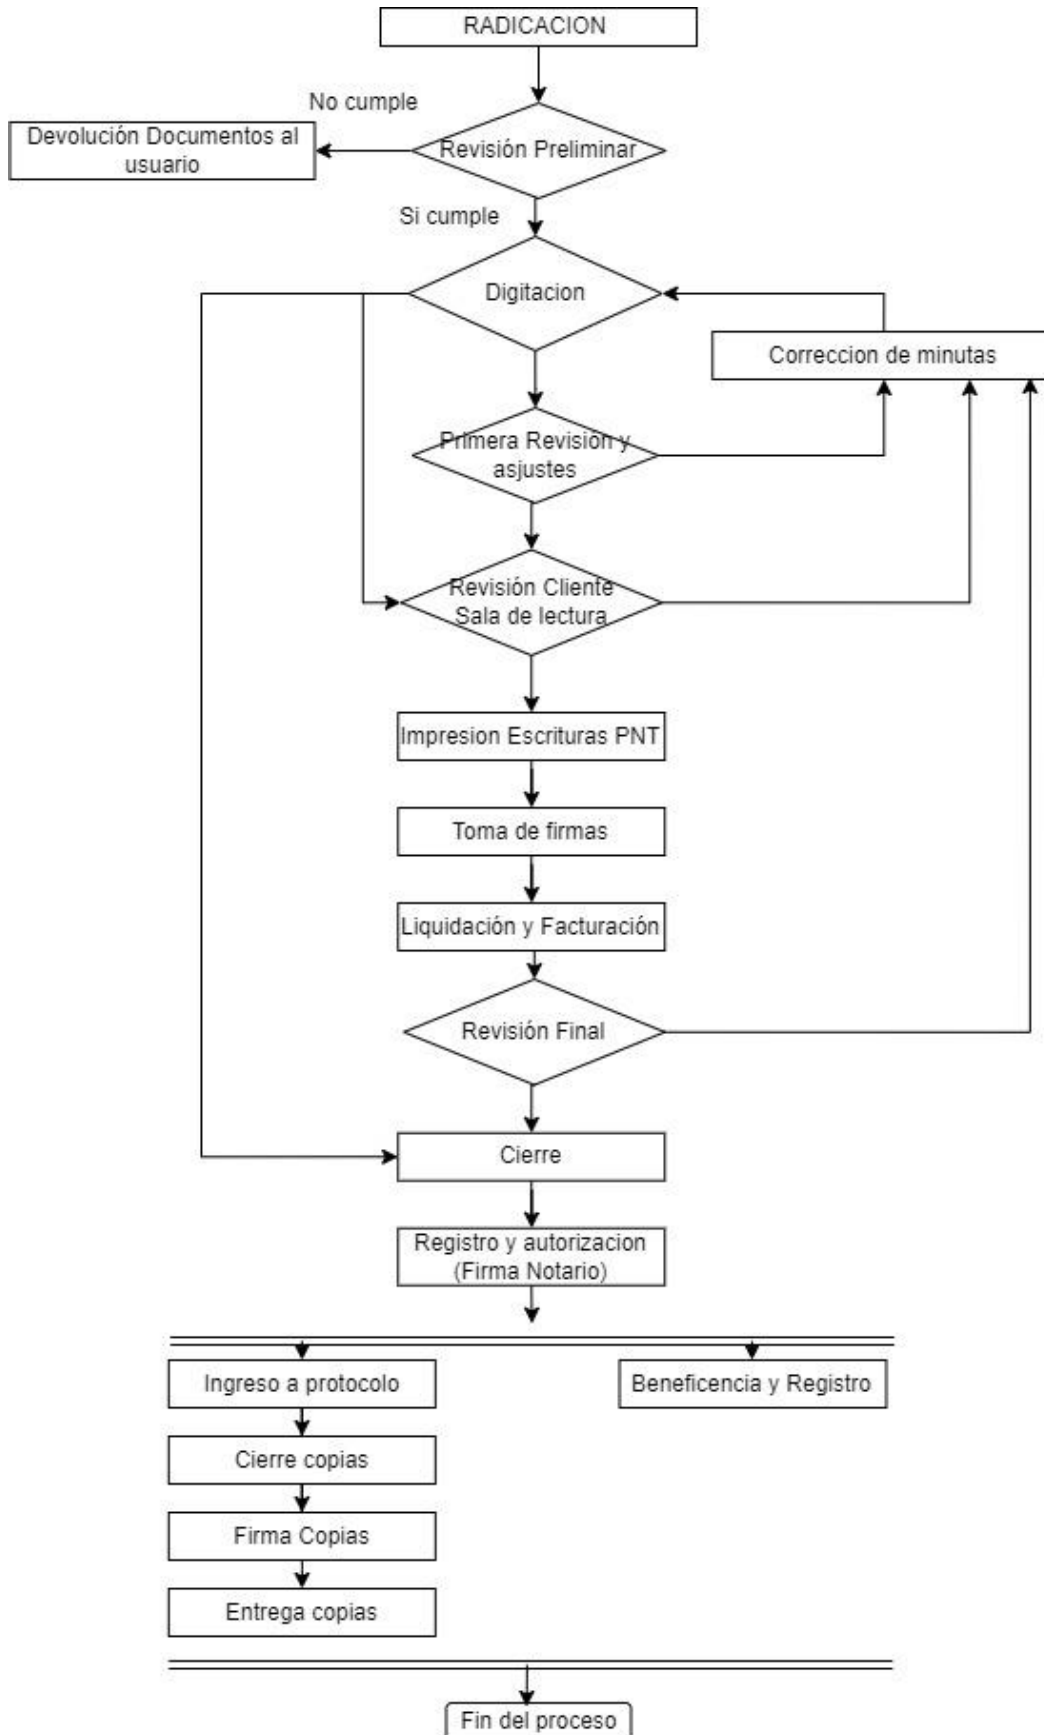 RADICACION
No cumple
Devolución Documentos al
usuario
Revisión Preliminar
Si cumple
Digitacion
Correccion de minutas
Primera Revisión y
asjustes
Revisión Cliente
Sala de lectura
Impresion Escrituras PNT
Toma de firmas
Liquidación y Facturación
Revisión Final
Cierre
Registro y autorizacion
(Firma Notario)
Ingreso a protocolo
Beneficencia y Registro
Cierre copias
Firma Copias
Entrega copias
Fin del proceso